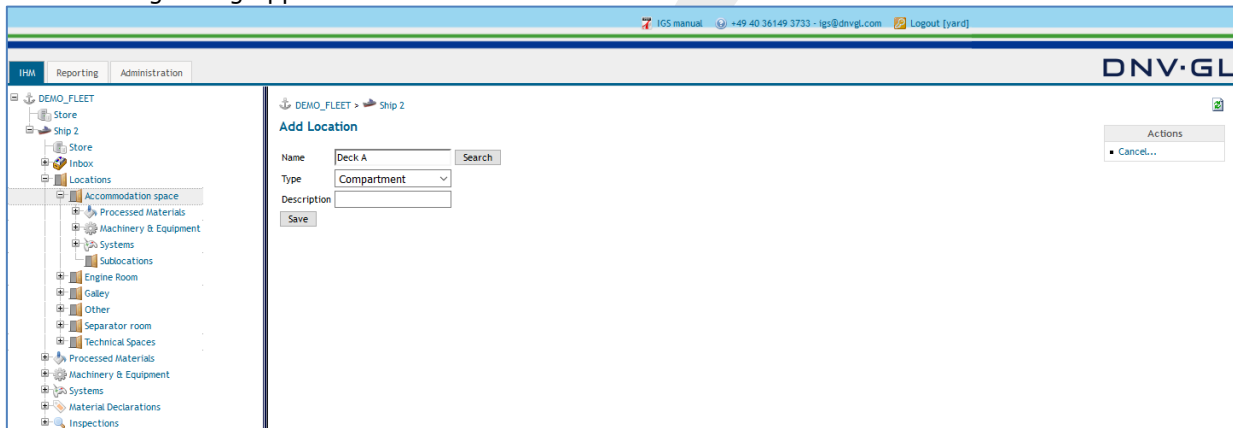 IGS manual +49 40 36149 3733 - igs@dnvgl.com Logout [yard]
IHM Reporting Administration
DNV·GL
DEMO_FLEET
Store
Ship 2
Store
Inbox
Locations
Accommodation space
Processed Materials
Machinery & Equipment
Systems
Sublocations
Engine Room
Galley
Other
Separator room
Technical Spaces
Processed Materials
Machinery & Equipment
Systems
Material Declarations
Inspections
DEMO_FLEET > Ship 2
Add Location
Name Deck A Search
Type Compartment
Description
Save
Actions
Cancel...